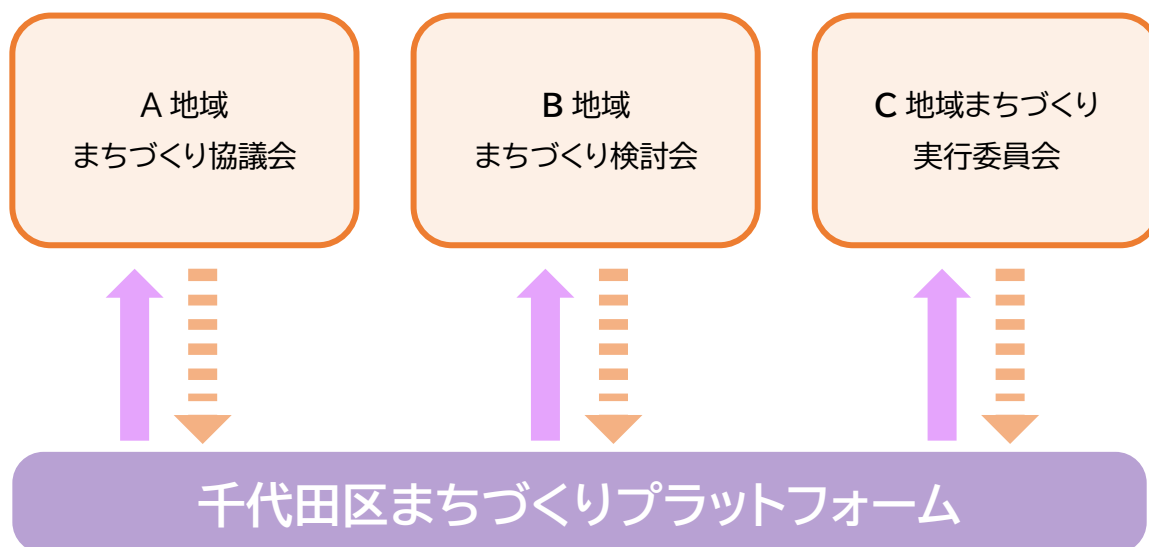 A 地域
まちづくり協議会
B 地域
まちづくり検討会
C 地域まちづくり
実行委員会
千代田区まちづくりプラットフォーム